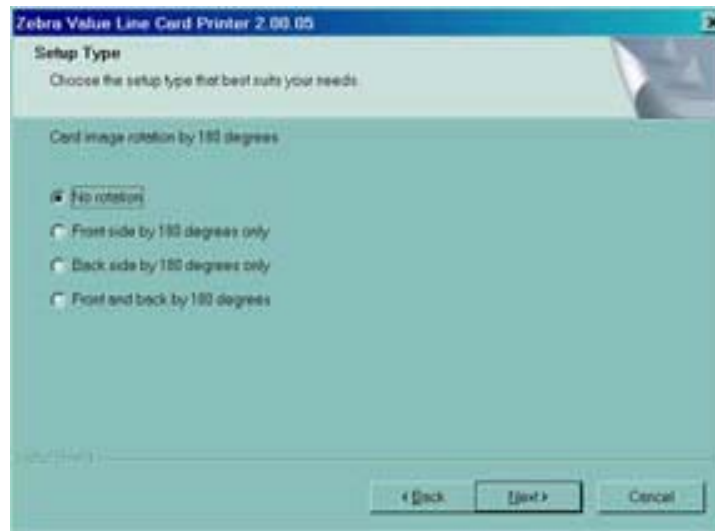 Zebra Value Line Card Printer 2.00.05
Setup Type
Choose the setup type that best suits your needs
Card image rotation by 180 degrees
No rotation
Front side by 180 degrees only
Back side by 180 degrees only
Front and back by 180 degrees
< Back
Next >
Cancel